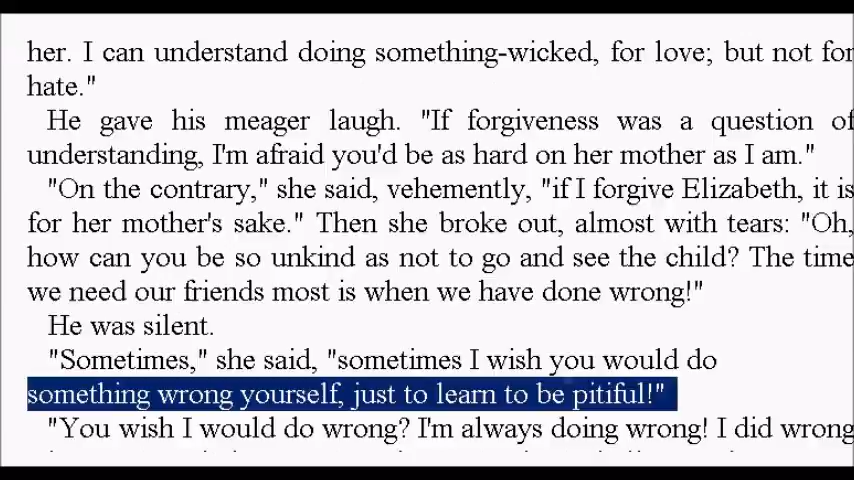 her. I can understand doing something-wicked, for love; but not for
hate."
He gave his meager laugh. "If forgiveness was a question of
understanding, I'm afraid you'd be as hard on her mother as I am."
"On the contrary," she said, vehemently, "if I forgive Elizabeth, it is
for her mother's sake." Then she broke out, almost with tears: "Oh,
how can you be so unkind as not to go and see the child? The time
we need our friends most is when we have done wrong!"
He was silent.
"Sometimes," she said, "sometimes I wish you would do
something wrong yourself, just to learn to be pitiful!"
"You wish I would do wrong? I'm always doing wrong! I did wrong